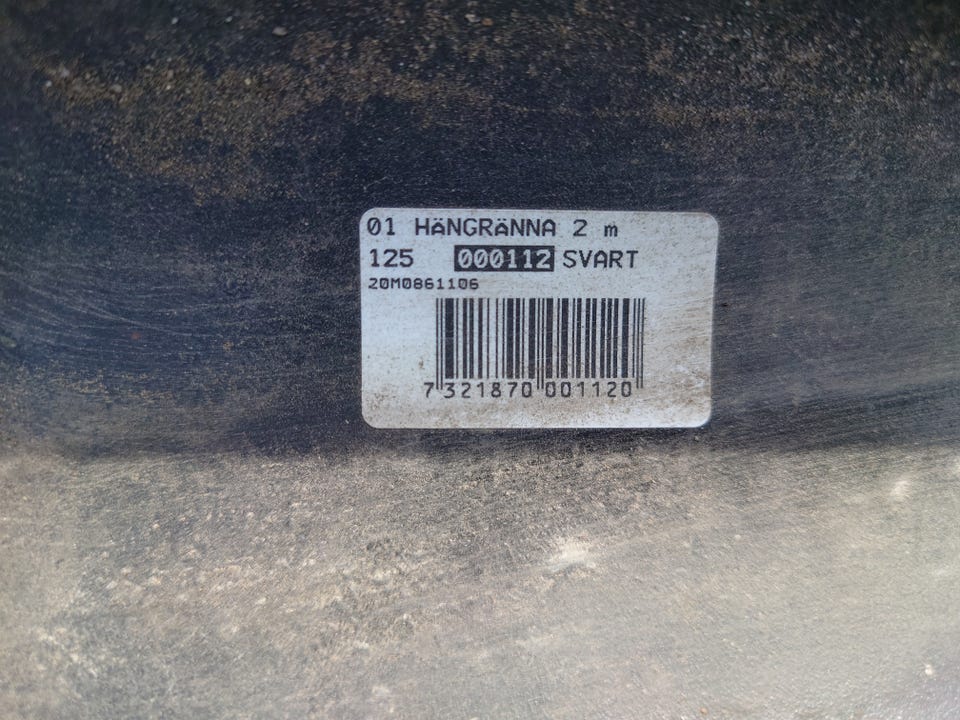 01 HÄNGRÄNNA 2 m
125 000112 SVART
20M0861106
7 321870 001120